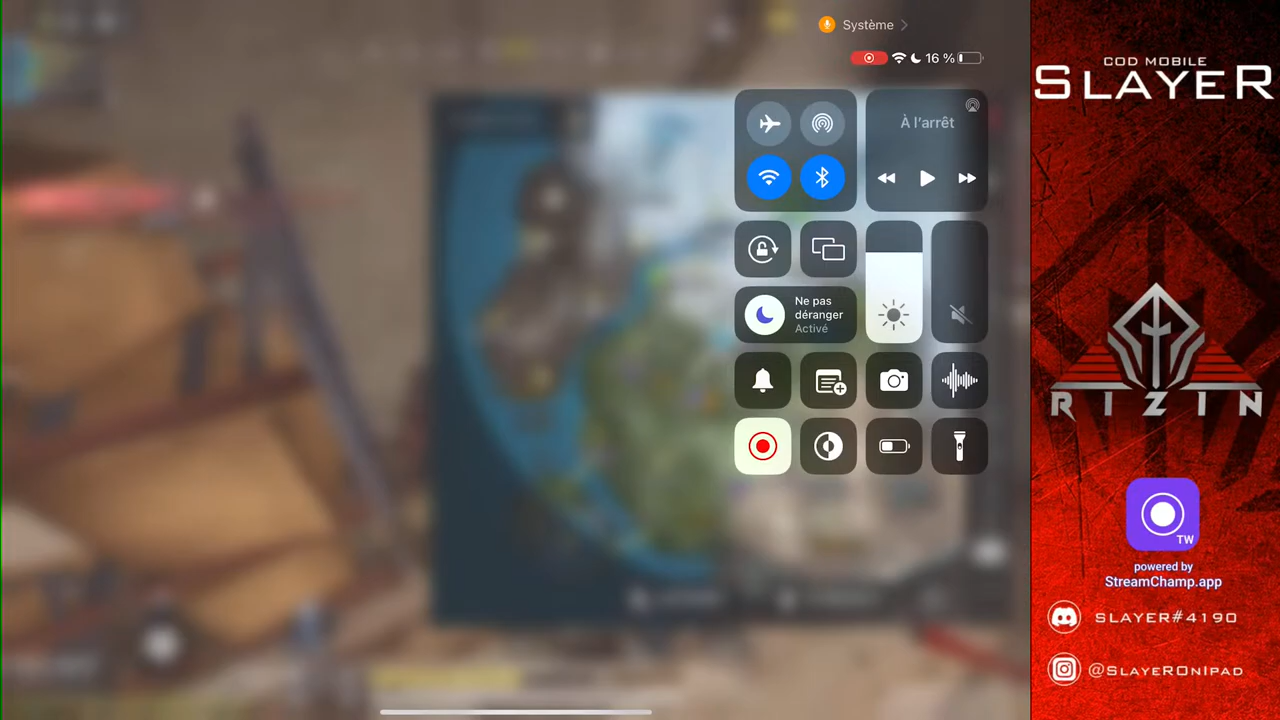 Système
16 %
À l'arrêt
Ne pas
déranger
Activé
COD MOBILE
SLAYER
RIZIN
TW
powered by
StreamChamp.app
SLAYER#4190
@SLAYERONIPAD